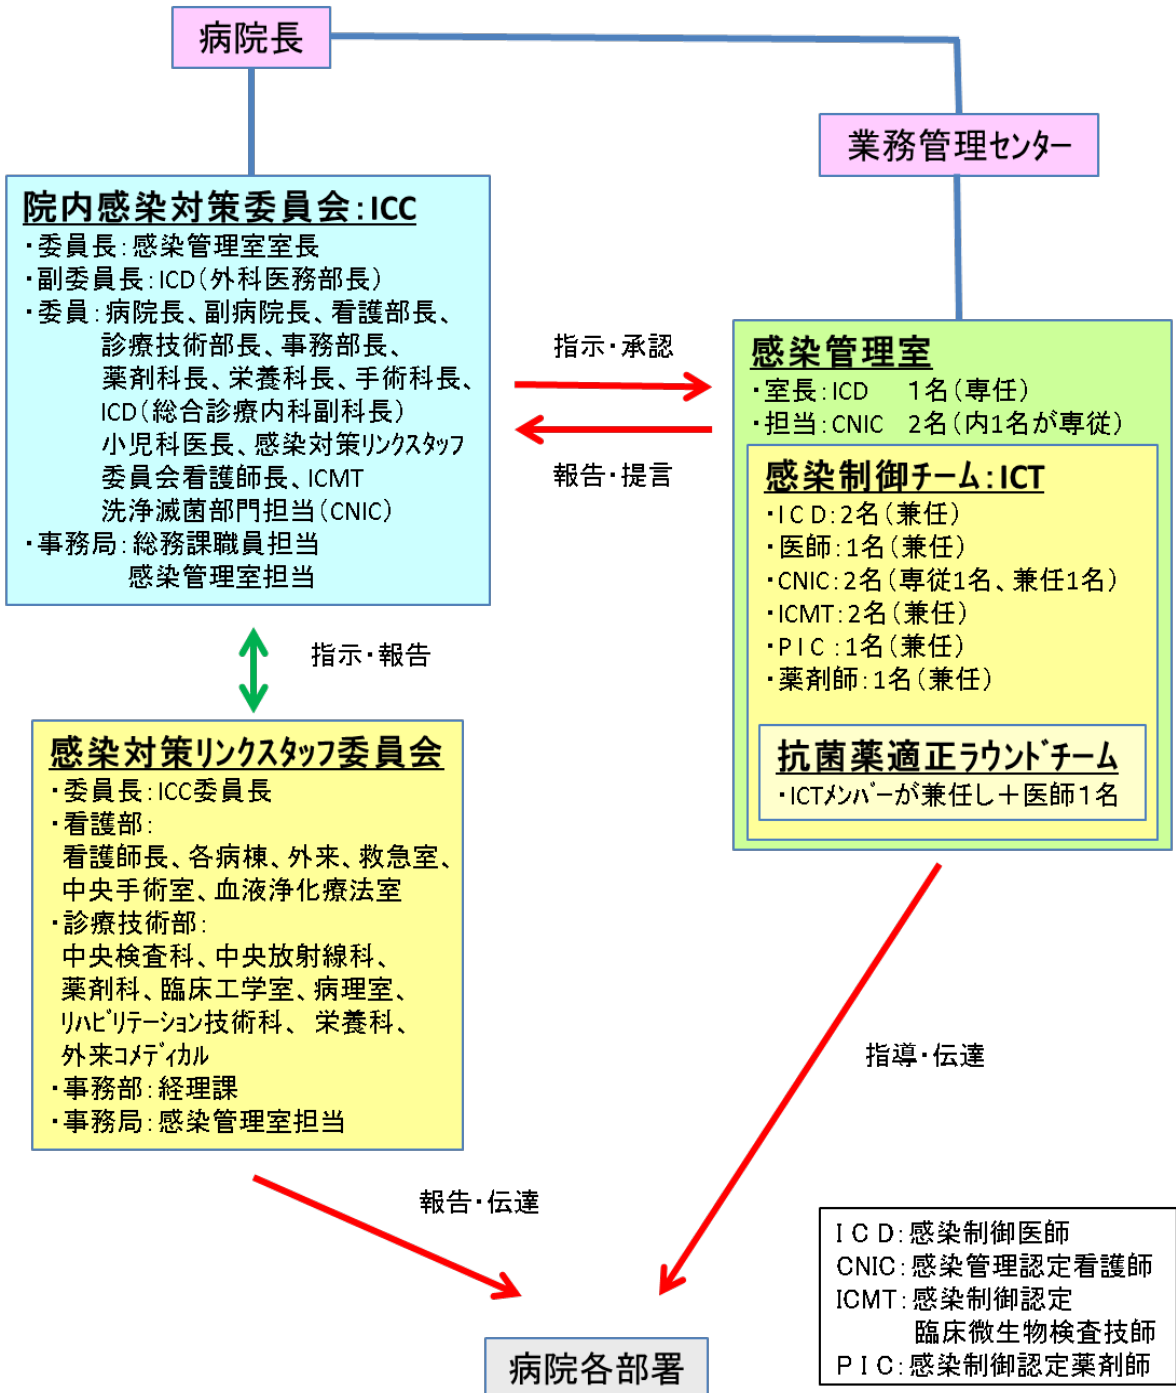 病院長
業務管理センター
院内感染対策委員会:ICC
・委員長:感染管理室室長
・副委員長:ICD(外科医務部長)
・委員:病院長、副病院長、看護部長、
診療技術部長、事務部長、
薬剤科長、栄養科長、手術科長、
ICD(総合診療内科副科長)
小児科医長、感染対策リンクスタッフ
委員会看護師長、ICMT
洗浄滅菌部門担当(CNIC)
・事務局:総務課職員担当
感染管理室担当
指示・承認
報告・提言
感染管理室
・室長:ICD 1名(専任)
・担当:CNIC 2名(内1名が専従)
感染制御チーム:ICT
・ICD:2名(兼任)
・医師:1名(兼任)
・CNIC:2名(専従1名、兼任1名)
・ICMT:2名(兼任)
・PIC:1名(兼任)
・薬剤師:1名(兼任)
抗菌薬適正ラウンドチーム
・ICTメンバーが兼任し+医師1名
指示・報告
感染対策リンクスタッフ委員会
・委員長:ICC委員長
・看護部:
看護師長、各病棟、外来、救急室、
中央手術室、血液浄化療法室
・診療技術部:
中央検査科、中央放射線科、
薬剤科、臨床工学室、病理室、
リハビリテーション技術科、 栄養科、
外来コメディカル
・事務部:経理課
・事務局:感染管理室担当
指導・伝達
報告・伝達
病院各部署
ICD:感染制御医師
CNIC:感染管理認定看護師
ICMT:感染制御認定
臨床微生物検査技師
PIC:感染制御認定薬剤師